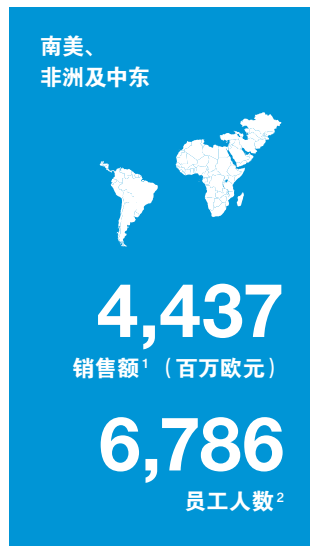 南美、
非洲及中东
4,437
销售额¹（百万欧元）
6,786
员工人数²